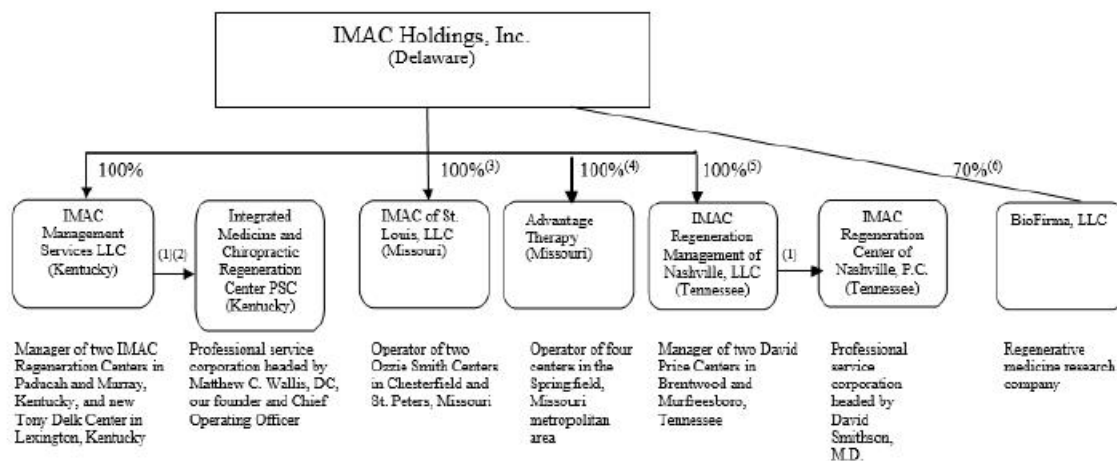 IMAC Holdings, Inc.
(Delaware)
100%
100%(3)
100%(4)
100%(5)
70%(6)
IMAC
Management
Services LLC
(Kentucky)
(1)(2)
Integrated
Medicine and
Chiropractic
Regeneration
Center PSC
(Kentucky)
IMAC of St.
Louis, LLC
(Missouri)
Advantage
Therapy
(Missouri)
IMAC
Regeneration
Management of
Nashville, LLC
(Tennessee)
(1)
IMAC
Regeneration
Center of
Nashville, P.C.
(Tennessee)
BioFirma, LLC
Manager of two IMAC
Regeneration Centers in
Paducah and Murray,
Kentucky, and new
Tony Delk Center in
Lexington, Kentucky
Professional service
corporation headed by
Matthew C. Wallis, DC,
our founder and Chief
Operating Officer
Operator of two
Ozzie Smith Centers
in Chesterfield and
St. Peters, Missouri
Operator of four
centers in the
Springfield,
Missouri
metropolitan
area
Manager of two David
Price Centers in
Brentwood and
Murfreesboro,
Tennessee
Professional
service
corporation
headed by
David
Smithson,
M.D.
Regenerative
medicine research
company